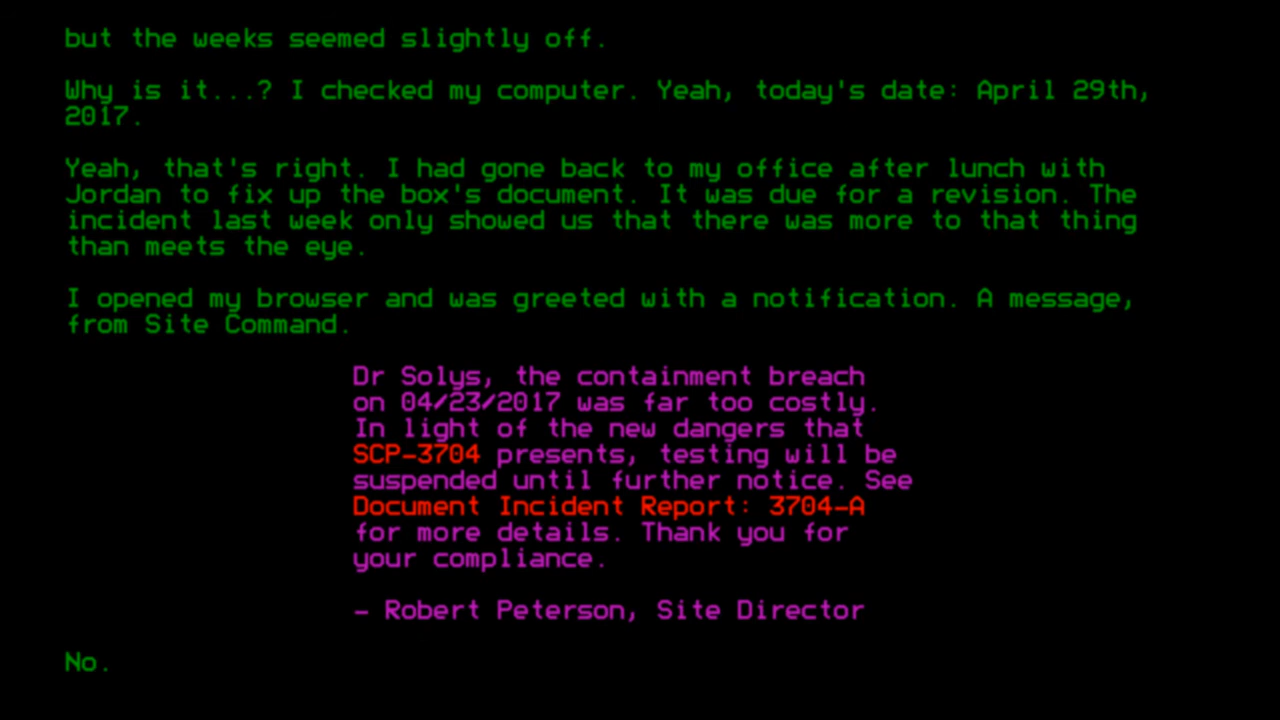 but the weeks seemed slightly off.
Why is it...? I checked my computer. Yeah, today's date: April 29th,
2017.
Yeah, that's right. I had gone back to my office after lunch with
Jordan to fix up the box's document. It was due for a revision. The
incident last week only showed us that there was more to that thing
than meets the eye.
I opened my browser and was greeted with a notification. A message,
from Site Command.
Dr Solys, the containment breach
on 04/23/2017 was far too costly.
In light of the new dangers that
SCP-3704 presents, testing will be
suspended until further notice. See
Document Incident Report: 3704-A
for more details. Thank you for
your compliance.
- Robert Peterson, Site Director
No.